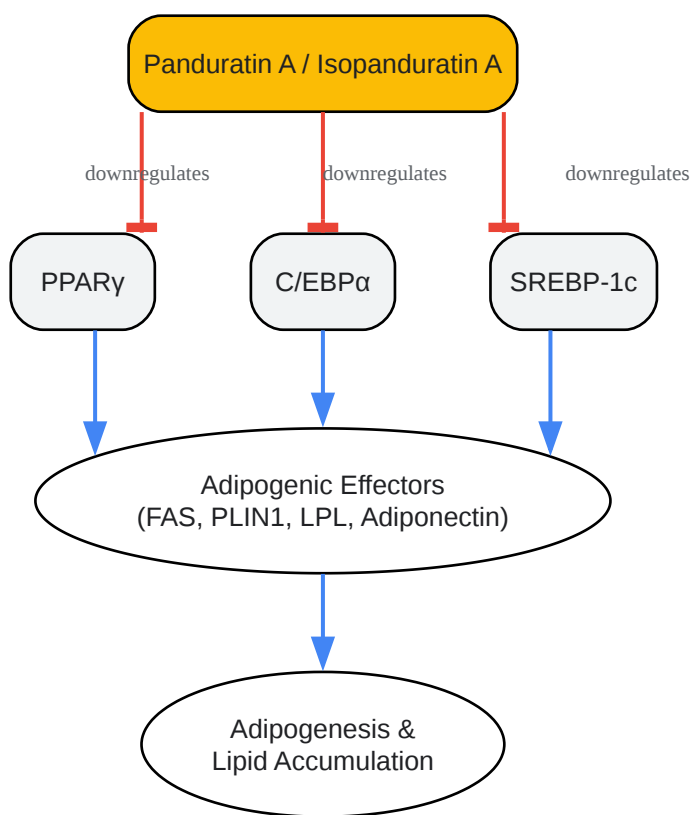 Panduratin A / Isopanduratin A
downregulates
downregulates
downregulates
PPARγ
C/EBPα
SREBP-1c
Adipogenic Effectors
(FAS, PLIN1, LPL, Adiponectin)
Adipogenesis &
Lipid Accumulation